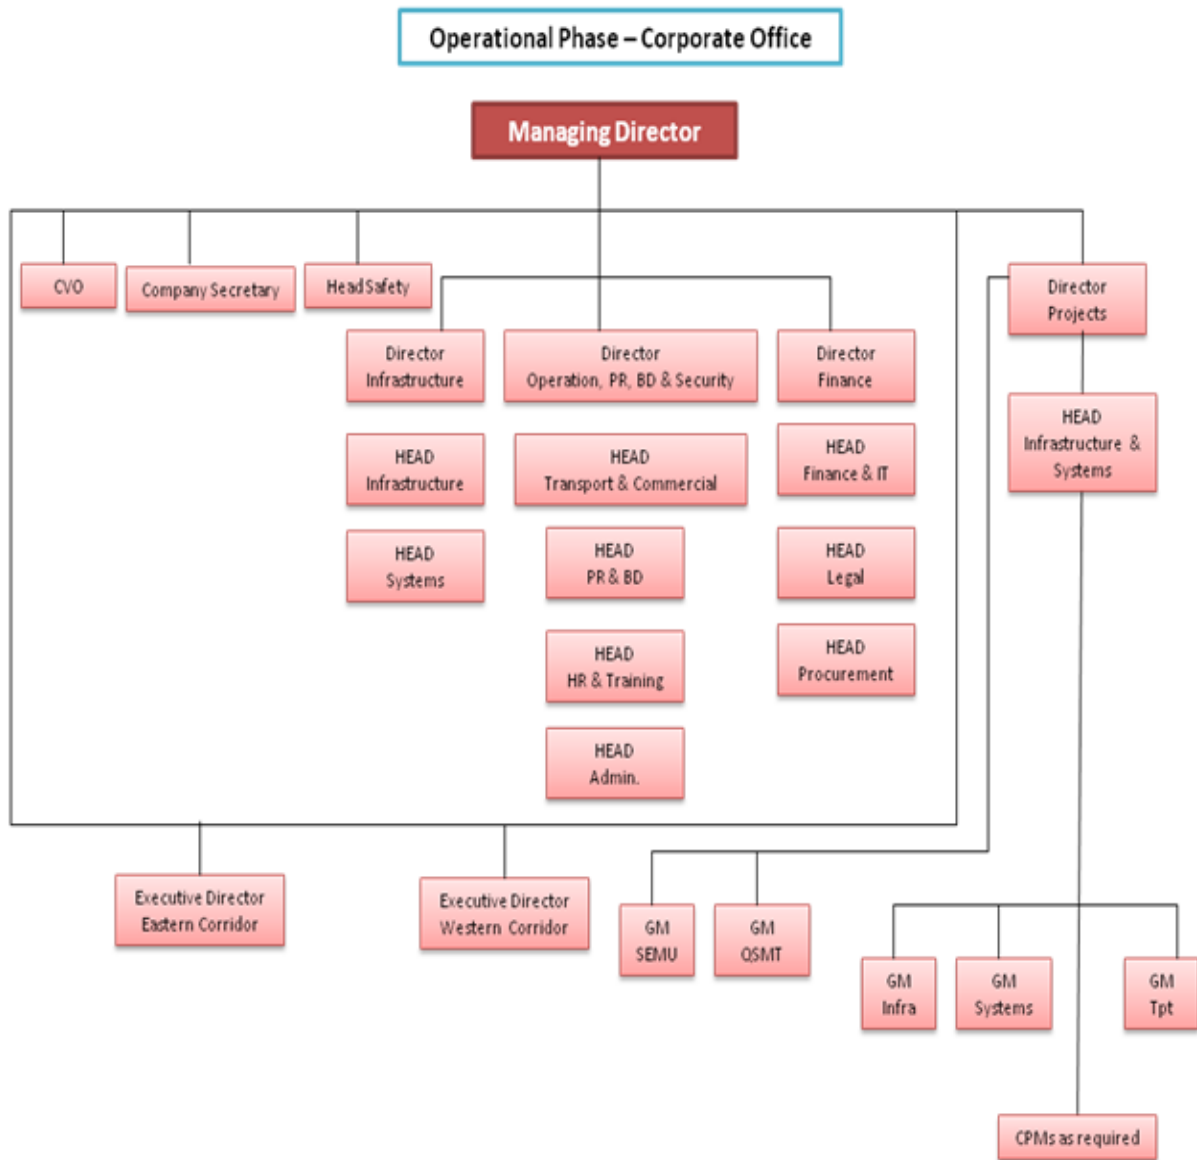 Operational Phase – Corporate Office
Managing Director
CVO
Company Secretary
Head Safety
Director
Projects
Director
Infrastructure
Director
Operation, PR, BD & Security
Director
Finance
HEAD
Infrastructure &
Systems
HEAD
Infrastructure
HEAD
Transport & Commercial
HEAD
Finance & IT
HEAD
Systems
HEAD
PR & BD
HEAD
Legal
HEAD
HR & Training
HEAD
Procurement
HEAD
Admin.
Executive Director
Eastern Corridor
Executive Director
Western Corridor
GM
SEMU
GM
QSMT
GM
Infra
GM
Systems
GM
Tpt
CPMs as required